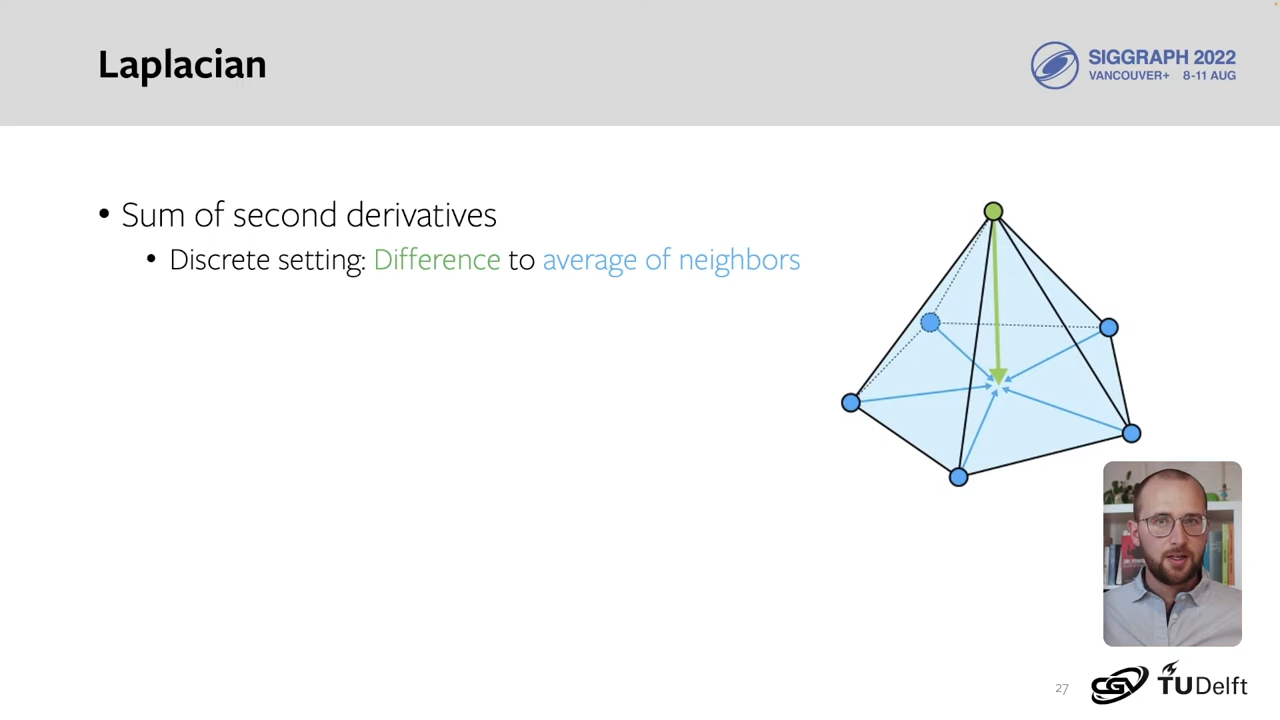 Laplacian
SIGGRAPH 2022
VANCOUVER+ 8-11 AUG
• Sum of second derivatives
• Discrete setting: Difference to average of neighbors
27
CGV
TUDelft